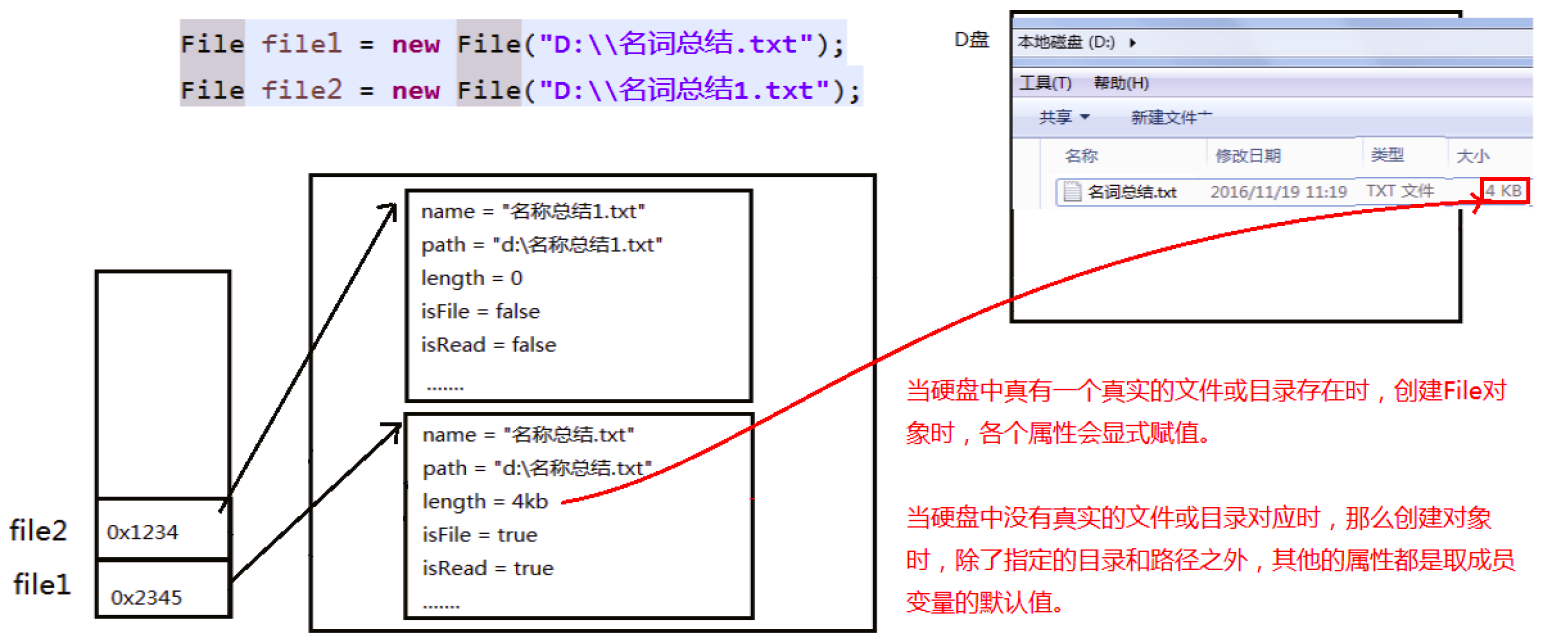 File file1 = new File("D:\\名词总结.txt");
File file2 = new File("D:\\名词总结1.txt");
D盘
本地磁盘 (D:)
工具(T) 帮助(H)
共享 新建文件
名称 修改日期 类型 大小
名词总结.txt 2016/11/19 11:19 TXT 文件 4 KB
name = "名称总结1.txt"
path = "d:\名称总结1.txt"
length = 0
isFile = false
isRead = false
.......
name = "名称总结.txt"
path = "d:\名称总结.txt"
length = 4kb
isFile = true
isRead = true
.......
file2 0x1234
file1 0x2345
当硬盘中真有一个真实的文件或目录存在时，创建File对
象时，各个属性会显式赋值。
当硬盘中没有真实的文件或目录对应时，那么创建对象
时，除了指定的目录和路径之外，其他的属性都是取成员
变量的默认值。